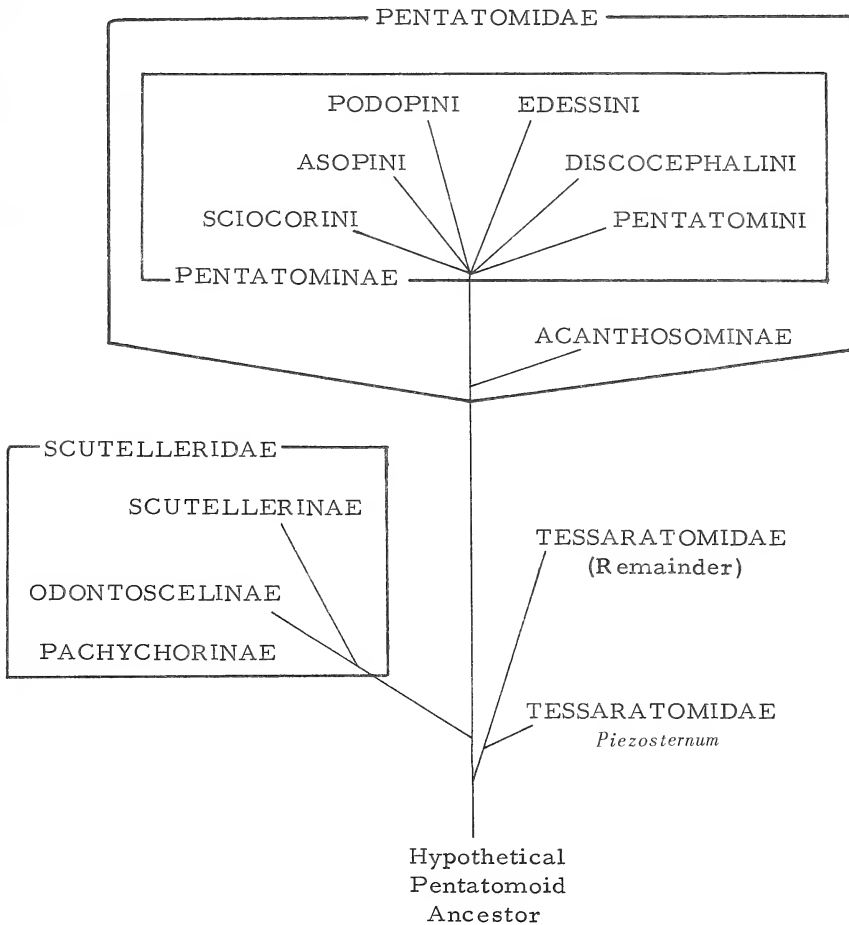 PENTATOMIDAE
PODOPINI EDESSINI
ASOPINI DISCOCEPHALINI
SCIOCORINI PENTATOMINI
PENTATOMINAE
ACANTHOSOMINAE
SCUTELLERIDAE
SCUTELLERINAE
TESSARATOMIDAE
(Remainder)
ODONTOSCELINAE
PACHYCHORINAE
TESSARATOMIDAE
Piezosternum
Hypothetical
Pentatomoid
Ancestor